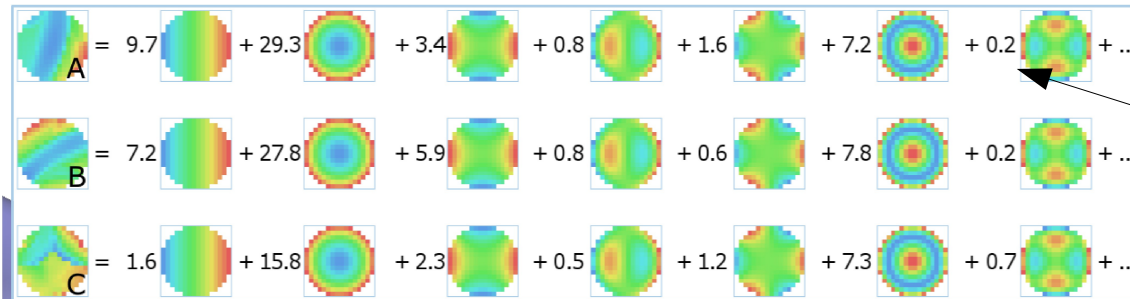 A = 9.7 + 29.3 + 3.4 + 0.8 + 1.6 + 7.2 + 0.2 + ..
B = 7.2 + 27.8 + 5.9 + 0.8 + 0.6 + 7.8 + 0.2 + ..
C = 1.6 + 15.8 + 2.3 + 0.5 + 1.2 + 7.3 + 0.7 + ..